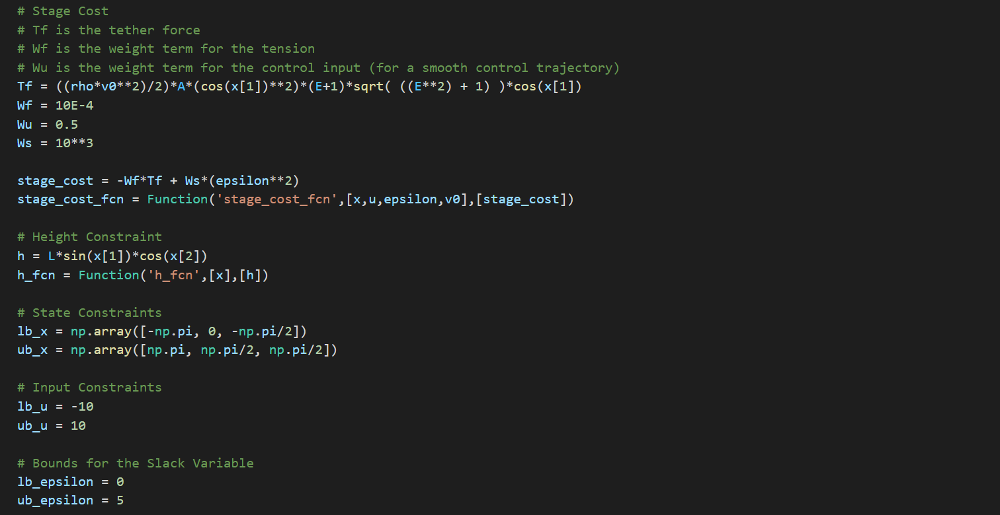 # Stage Cost
# Tf is the tether force
# Wf is the weight term for the tension
# Wu is the weight term for the control input (for a smooth control trajectory)
Tf = ((rho*v0**2)/2)*A*(cos(x[1])**2)*(E+1)*sqrt( ((E**2) + 1) )*cos(x[1])
Wf = 10E-4
Wu = 0.5
Ws = 10**3
stage_cost = -Wf*Tf + Ws*(epsilon**2)
stage_cost_fcn = Function('stage_cost_fcn',[x,u,epsilon,v0],[stage_cost])
# Height Constraint
h = L*sin(x[1])*cos(x[2])
h_fcn = Function('h_fcn',[x],[h])
# State Constraints
lb_x = np.array([-np.pi, 0, -np.pi/2])
ub_x = np.array([np.pi, np.pi/2, np.pi/2])
# Input Constraints
lb_u = -10
ub_u = 10
# Bounds for the Slack Variable
lb_epsilon = 0
ub_epsilon = 5